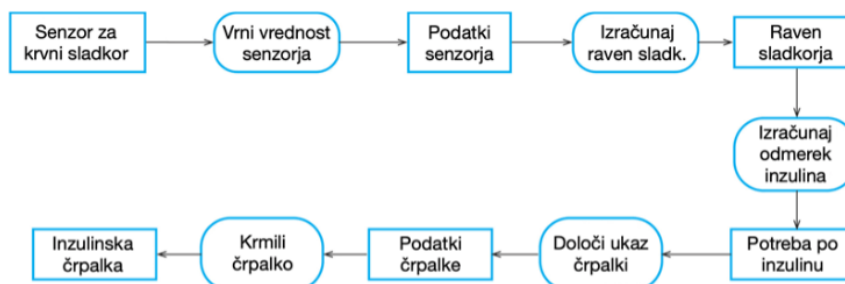 Senzor za
krvni sladkor
Vrni vrednost
senzorja
Podatki
senzorja
Izračunaj
raven sladk.
Raven
sladkorja
Izračunaj
odmerek
inzulina
Potreba po
inzulinu
Določi ukaz
črpalki
Podatki
črpalke
Krmili
črpalko
Inzulinska
črpalka